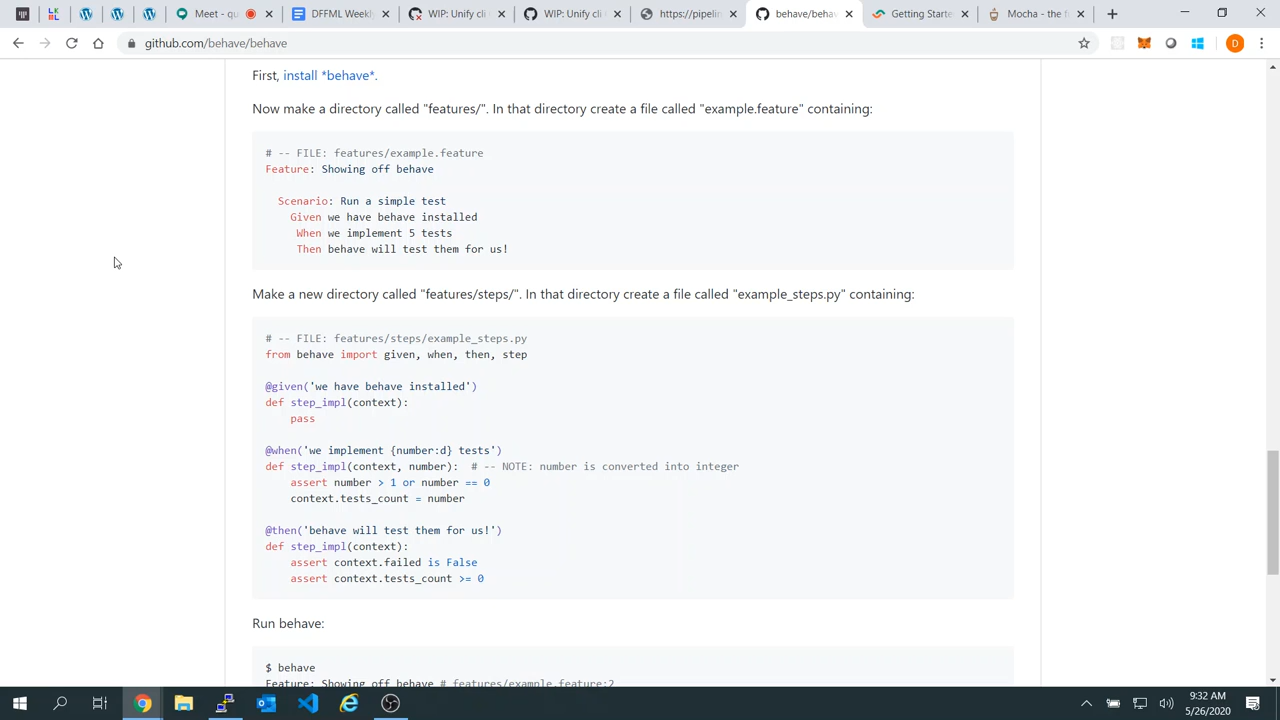 Meet - qu
DFFML Weekly
WIP: Unify cli
WIP: Unify cli
https://pipelin
behave/behav
Getting Starte
Mocha - the fu
github.com/behave/behave
D
First, install *behave*.
Now make a directory called "features/". In that directory create a file called "example.feature" containing:
# -- FILE: features/example.feature
Feature: Showing off behave
Scenario: Run a simple test
Given we have behave installed
When we implement 5 tests
Then behave will test them for us!
Make a new directory called "features/steps/". In that directory create a file called "example_steps.py" containing:
# -- FILE: features/steps/example_steps.py
from behave import given, when, then, step
@given('we have behave installed')
def step_impl(context):
pass
@when('we implement {number:d} tests')
def step_impl(context, number):  # -- NOTE: number is converted into integer
assert number > 1 or number == 0
context.tests_count = number
@then('behave will test them for us!')
def step_impl(context):
assert context.failed is False
assert context.tests_count >= 0
Run behave:
$ behave
Feature: Showing off behave # features/example.feature:2
9:32 AM
5/26/2020